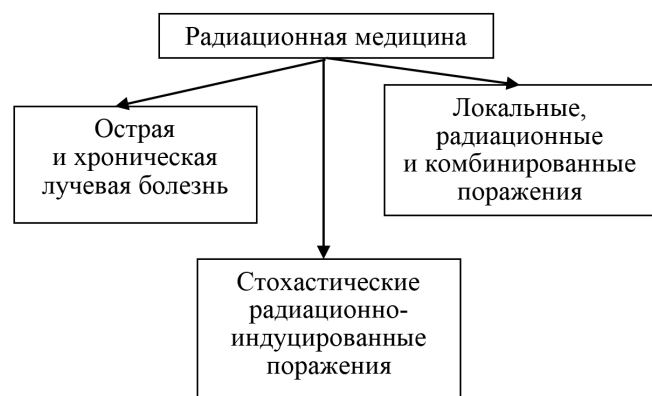 Радиационная медицина
Острая
и хроническая
лучевая болезнь
Локальные,
радиационные
и комбинированные
поражения
Стохастические
радиационно-
индуцированные
поражения